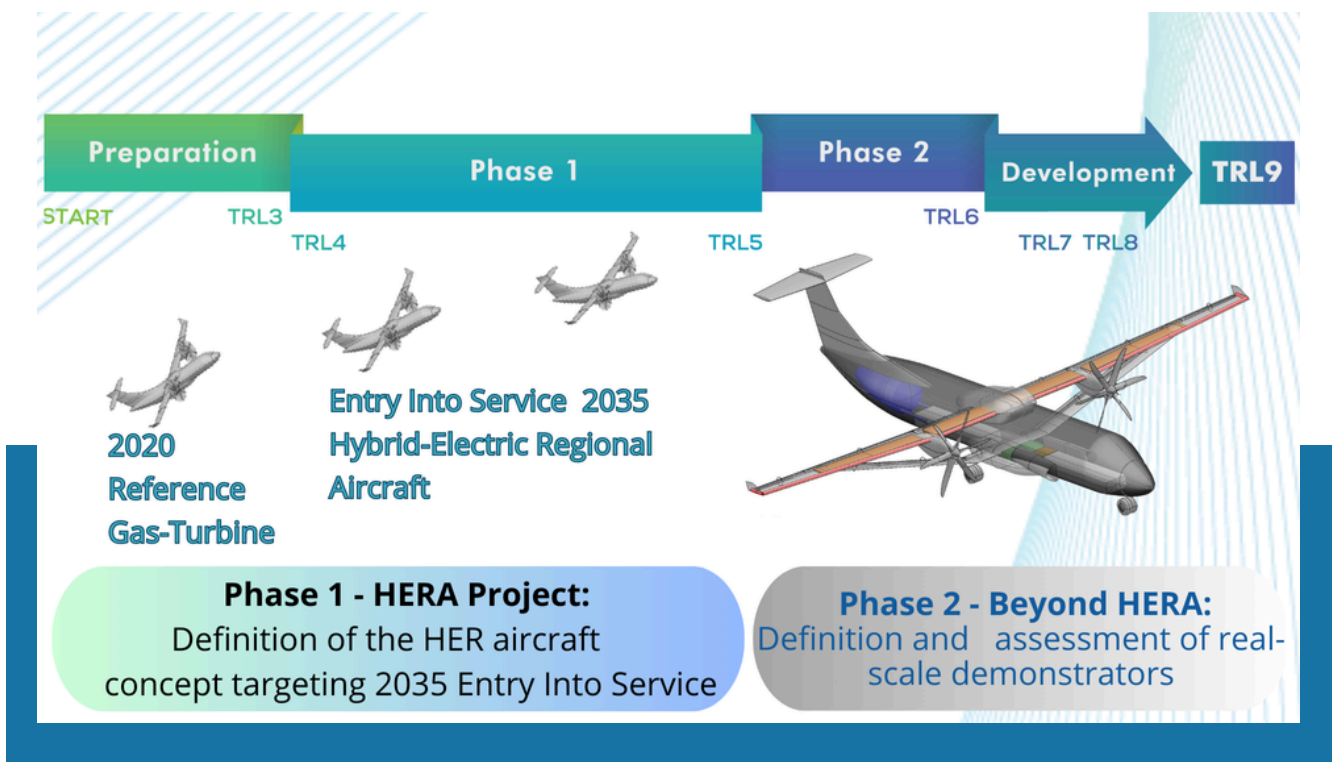 Preparation
Phase 1
Phase 2
Development
TRL9
START
TRL3
TRL4
TRL5
TRL6
TRL7 TRL8
2020
Reference
Gas-Turbine
Entry Into Service 2035
Hybrid-Electric Regional
Aircraft
Phase 1 - HERA Project:
Definition of the HER aircraft
concept targeting 2035 Entry Into Service
Phase 2 - Beyond HERA:
Definition and assessment of real-
scale demonstrators